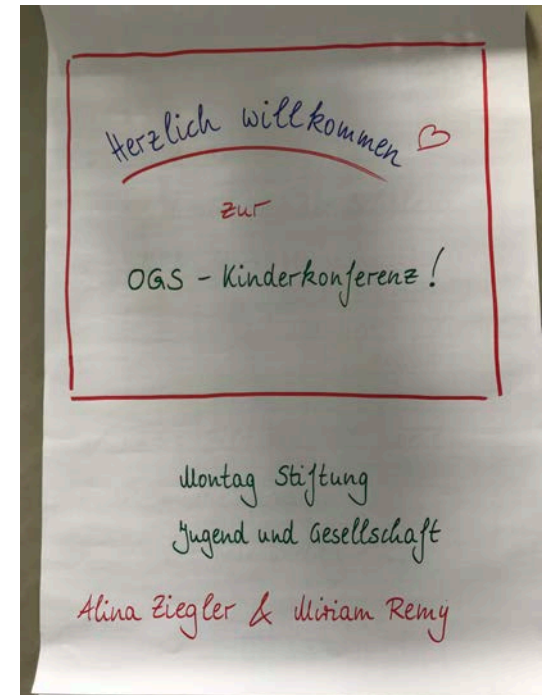 Herzlich willkommen
zur
OGS - Kinderkonferenz!
Montag Stiftung
Jugend und Gesellschaft
Alina Ziegler & Miriam Remy